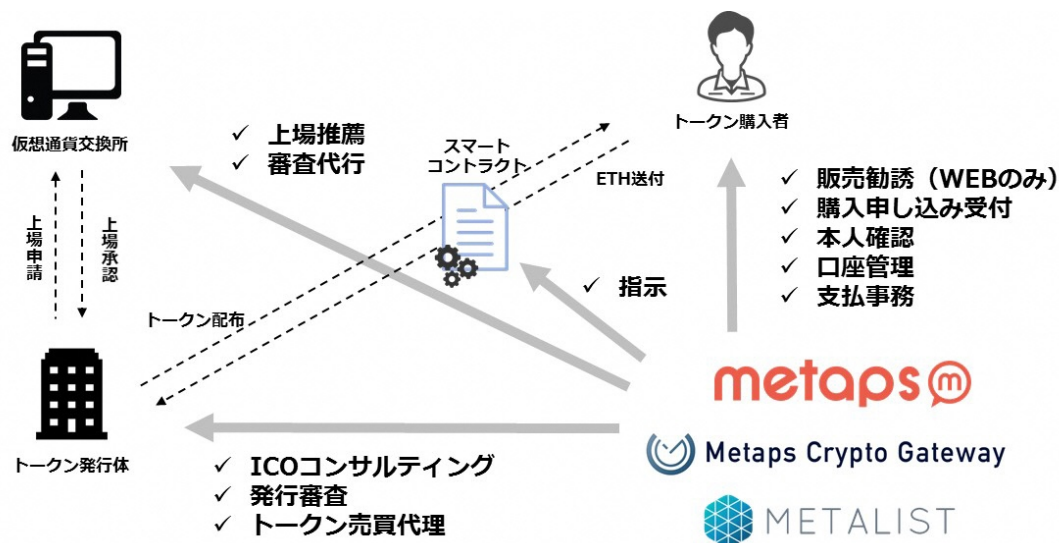 仮想通貨交換所
トークン購入者
✓ 上場推薦
✓ 審査代行
スマート
コントラクト
ETH送付
✓ 販売勧誘（WEBのみ）
✓ 購入申し込み受付
✓ 本人確認
✓ 口座管理
✓ 支払事務
上場申請
上場承認
✓ 指示
トークン配布
metaps m
トークン発行体
✓ ICOコンサルティング
✓ 発行審査
✓ トークン売買代理
Metaps Crypto Gateway
METALIST